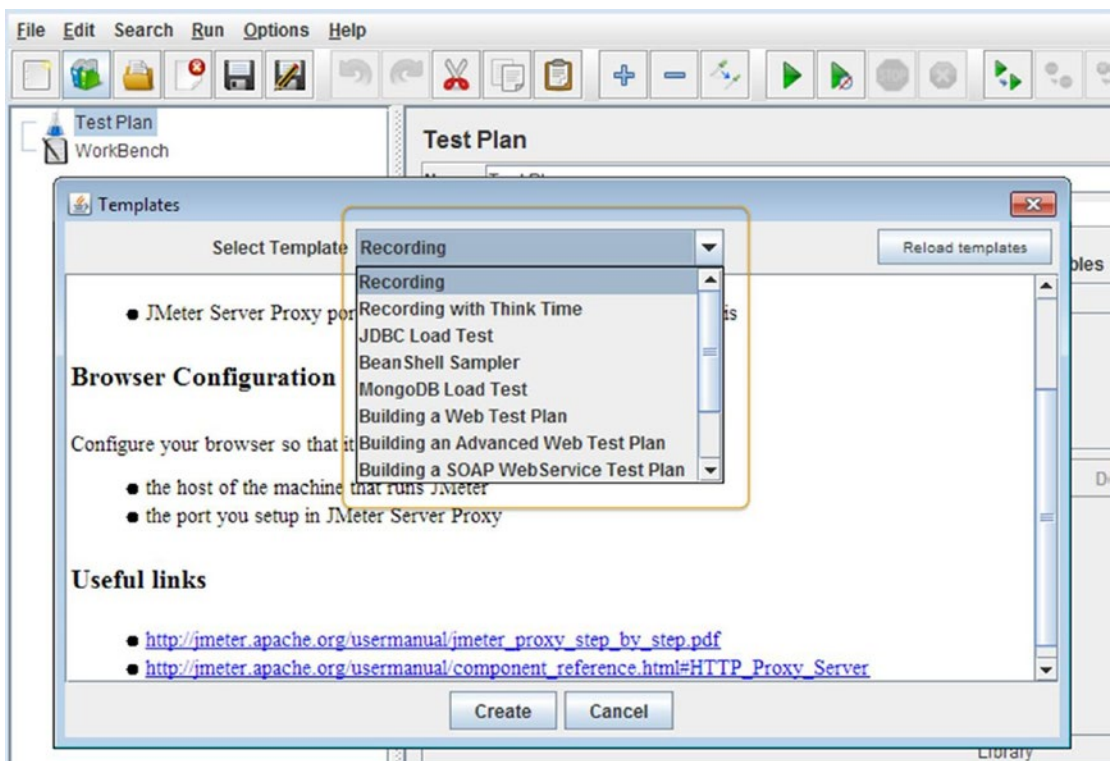 File Edit Search Run Options Help
STOP
Test Plan
WorkBench
Test Plan
Templates
Select Template Recording
Reload templates
Recording
Recording with Think Time
JDBC Load Test
BeanShell Sampler
MongoDB Load Test
Building a Web Test Plan
Building an Advanced Web Test Plan
Building a SOAP WebService Test Plan
JMeter Server Proxy
is
Browser Configuration
Configure your browser so that it
the host of the machine that runs JMeter
the port you setup in JMeter Server Proxy
Useful links
http://jmeter.apache.org/usermanual/jmeter_proxy_step_by_step.pdf
http://jmeter.apache.org/usermanual/component_reference.html#HTTP_Proxy_Server
Create Cancel